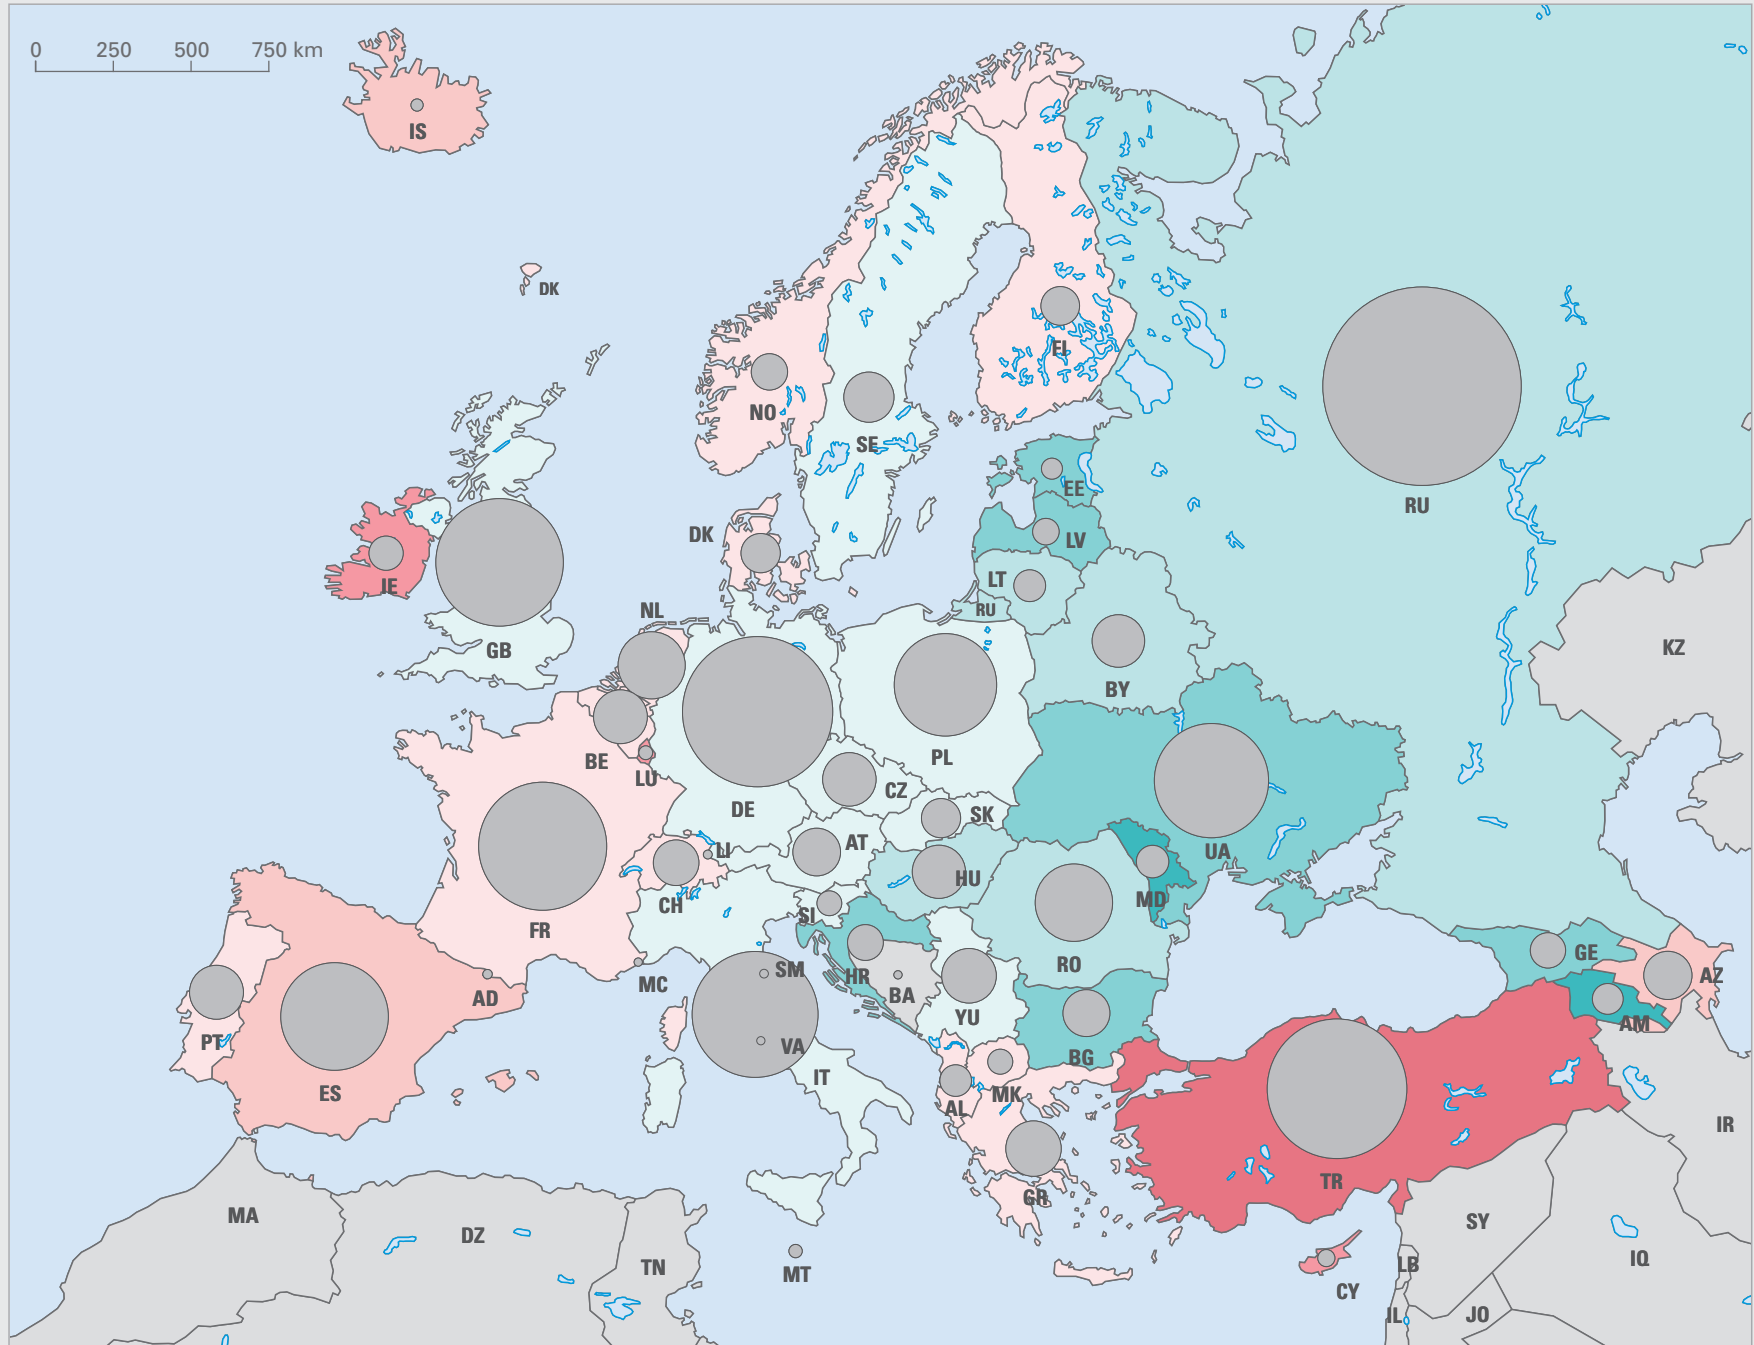 0 250 500 750 km
IS
DK
FI
NO
SE
RU
EE
DK
LV
IE
LT
NL
RU
GB
KZ
BY
BE
PL
LU
CZ
DE
SK
AT
LI
UA
HU
CH
MD
SI
FR
GE
RO
SM
HR
AZ
MC
BA
AD
YU
AM
PT
VA
BG
IT
ES
MK
AL
IR
TR
GR
MA
SY
DZ
IQ
TN
LB
MT
CY
IL
JO